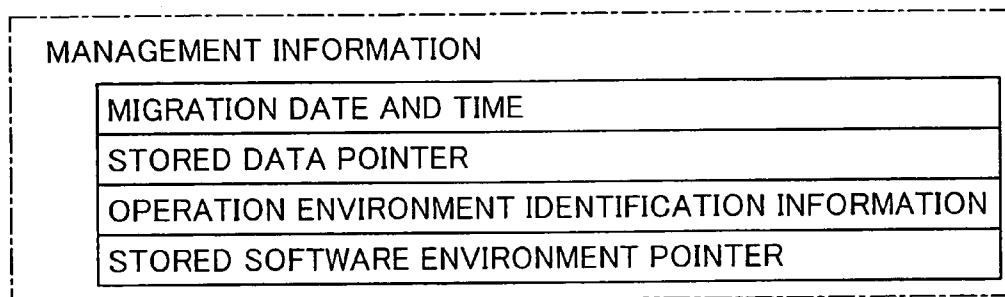 MANAGEMENT INFORMATION
MIGRATION DATE AND TIME
STORED DATA POINTER
OPERATION ENVIRONMENT IDENTIFICATION INFORMATION
STORED SOFTWARE ENVIRONMENT POINTER